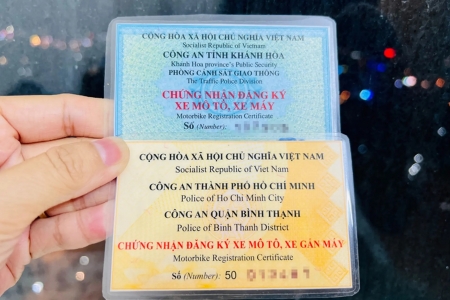 CỘNG HÒA XÃ HỘI CHỦ NGHĨA VIỆT NAM
Socialist Republic of Vietnam
CÔNG AN TỈNH KHÁNH HÒA
Khanh Hoa province's Public Security
PHÒNG CẢNH SÁT GIAO THÔNG
The Traffic Police Division
CHỨNG NHẬN ĐĂNG KÝ
XE MÔ TÔ, XE MÁY
Motorbike Registration Certificate
Số (Number):
CỘNG HÒA XÃ HỘI CHỦ NGHĨA VIỆT NAM
Socialist Republic of Viet Nam
CÔNG AN THÀNH PHỐ HỒ CHÍ MINH
Police of Ho Chi Minh City
CÔNG AN QUẬN BÌNH THẠNH
Police of Binh Thanh District
CHỨNG NHẬN ĐĂNG KÝ XE MÔ TÔ, XE GẮN MÁY
Motorbike Registration Certificate
Số (Number): 50